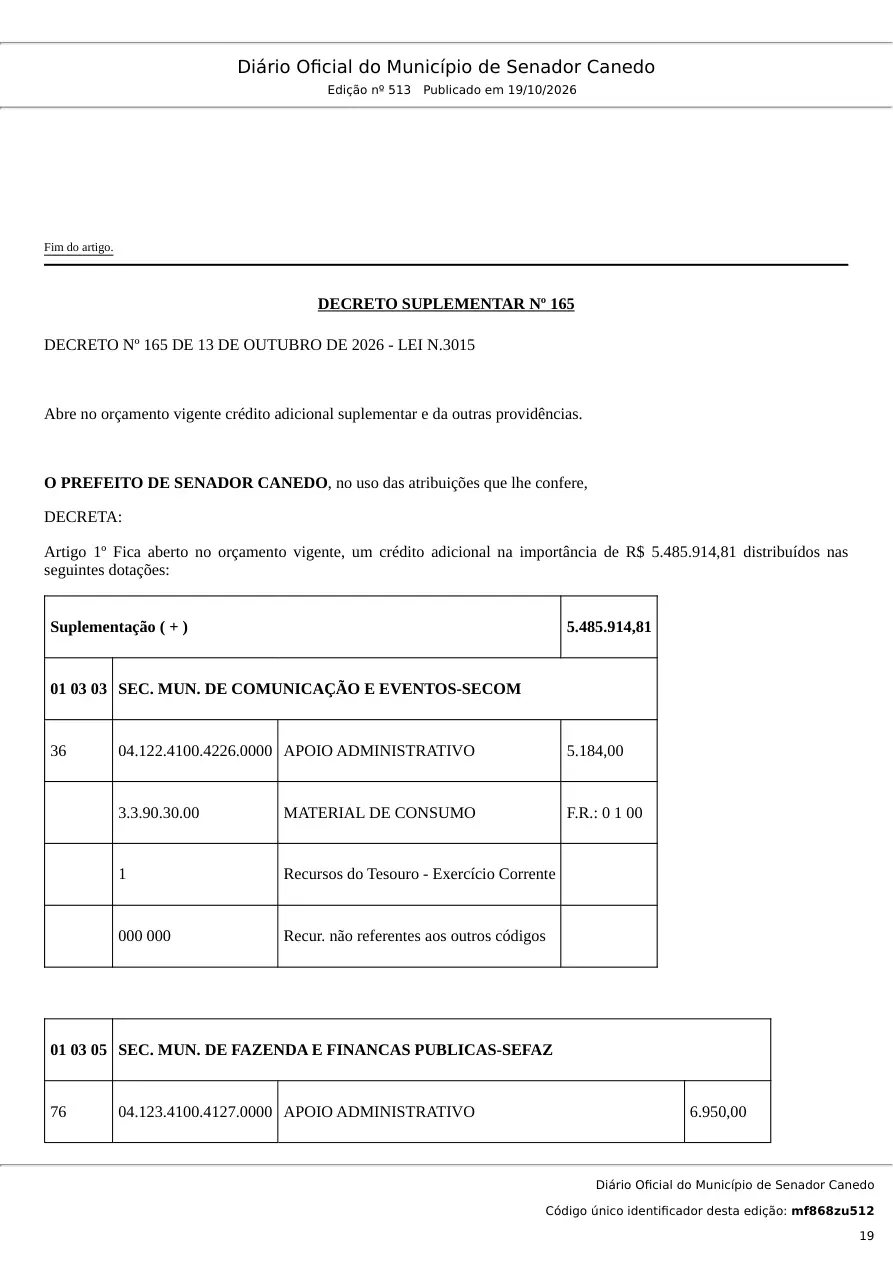 Diário Oficial do Município de Senador Canedo
Edição nº 513 Publicado em 19/10/2026
Fim do artigo.
DECRETO SUPLEMENTAR Nº 165
DECRETO Nº 165 DE 13 DE OUTUBRO DE 2026 - LEI N.3015
Abre no orçamento vigente crédito adicional suplementar e da outras providências.
O PREFEITO DE SENADOR CANEDO, no uso das atribuições que lhe confere,
DECRETA:
Artigo 1º Fica aberto no orçamento vigente, um crédito adicional na importância de R$ 5.485.914,81 distribuídos nas
seguintes dotações:
Suplementação ( + ) 5.485.914,81
01 03 03 SEC. MUN. DE COMUNICAÇÃO E EVENTOS-SECOM
36 04.122.4100.4226.0000 APOIO ADMINISTRATIVO 5.184,00
3.3.90.30.00 MATERIAL DE CONSUMO F.R.: 0 1 00
1 Recursos do Tesouro - Exercício Corrente
000 000 Recur. não referentes aos outros códigos
01 03 05 SEC. MUN. DE FAZENDA E FINANCAS PUBLICAS-SEFAZ
76 04.123.4100.4127.0000 APOIO ADMINISTRATIVO 6.950,00
Diário Oficial do Município de Senador Canedo
Código único identificador desta edição: mf868zu512
19